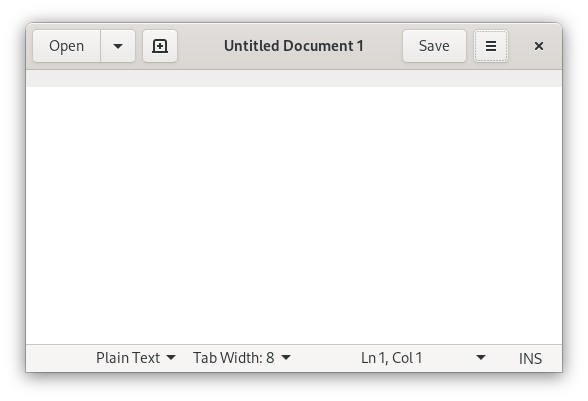 Open Untitled Document 1 Save
Plain Text Tab Width: 8 Ln 1, Col 1 INS